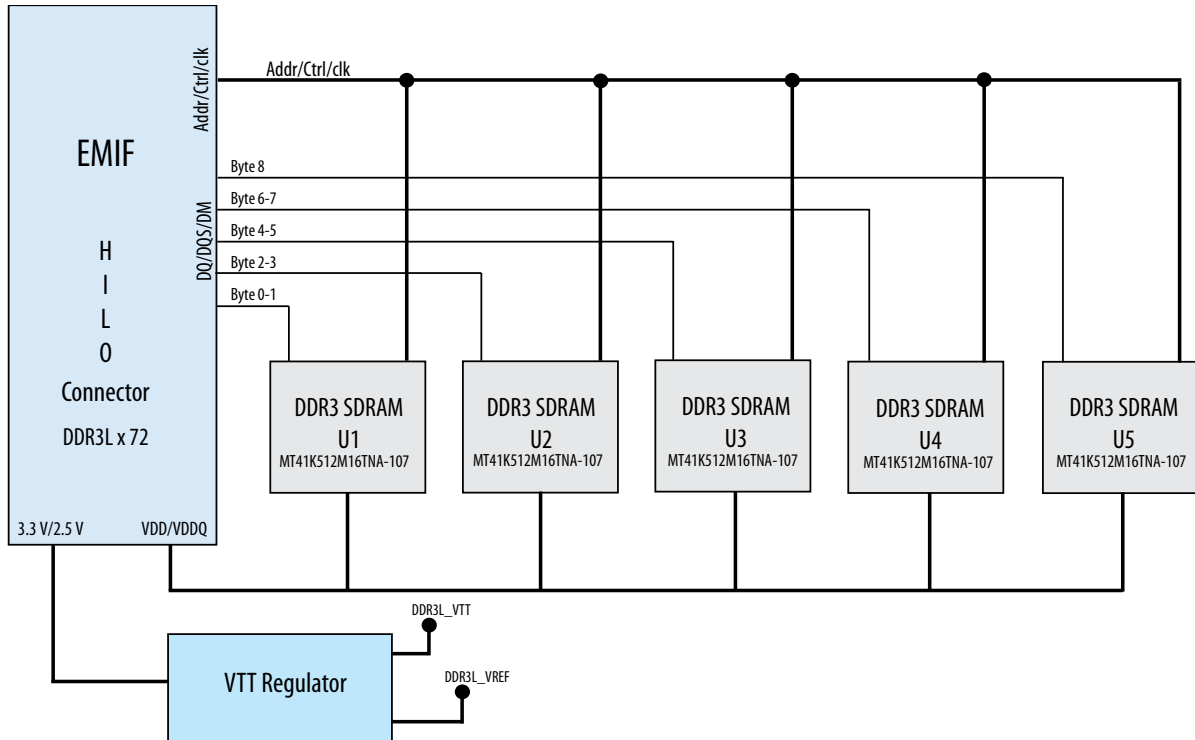 Addr/Ctrl/clk
Addr/Ctrl/clk
EMIF
H
I
L
O
Connector
DDR3L x 72
DQ/DQS/DM
Byte 8
Byte 6-7
Byte 4-5
Byte 2-3
Byte 0-1
DDR3 SDRAM
U1
MT41K512M16TNA-107
DDR3 SDRAM
U2
MT41K512M16TNA-107
DDR3 SDRAM
U3
MT41K512M16TNA-107
DDR3 SDRAM
U4
MT41K512M16TNA-107
DDR3 SDRAM
U5
MT41K512M16TNA-107
3.3 V/2.5 V
VDD/VDDQ
DDR3L_VTT
VTT Regulator
DDR3L_VREF